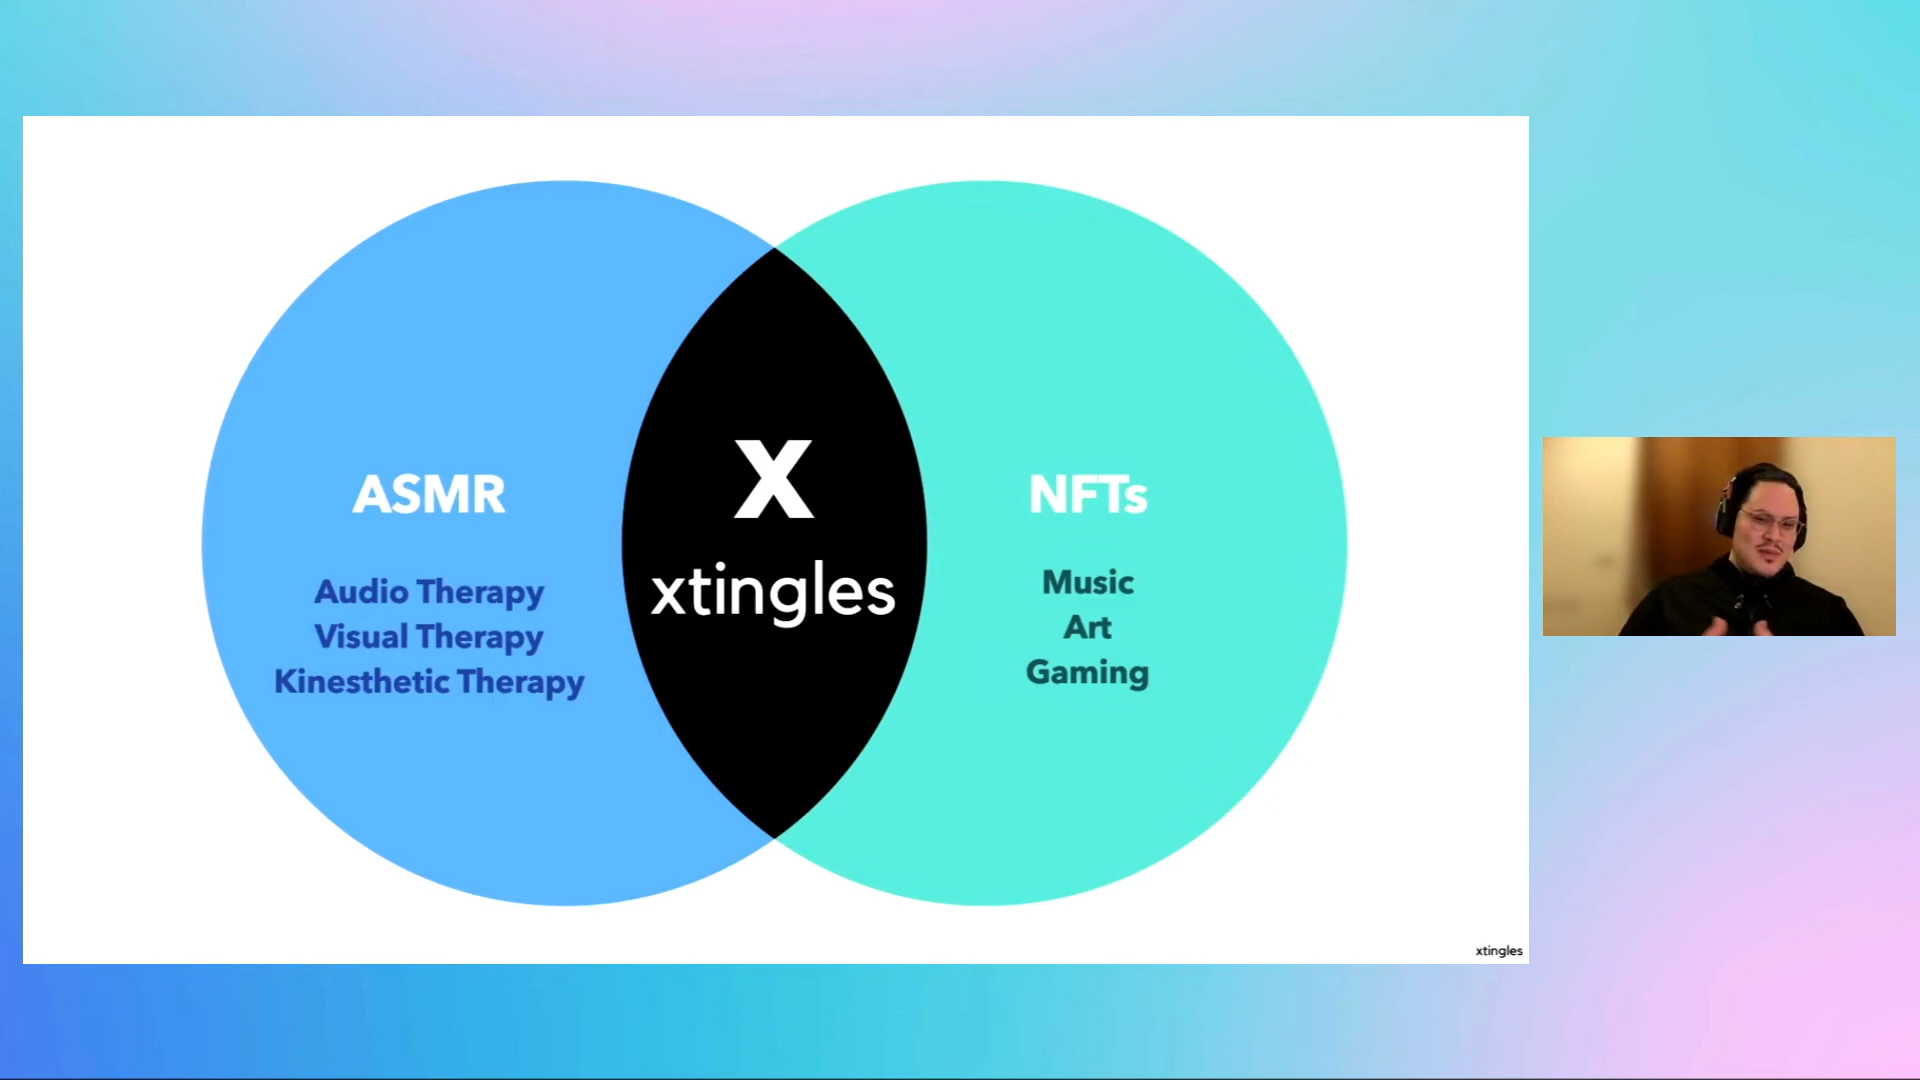 ASMR
Audio Therapy
Visual Therapy
Kinesthetic Therapy
X
xtingles
NFTs
Music
Art
Gaming
xtingles